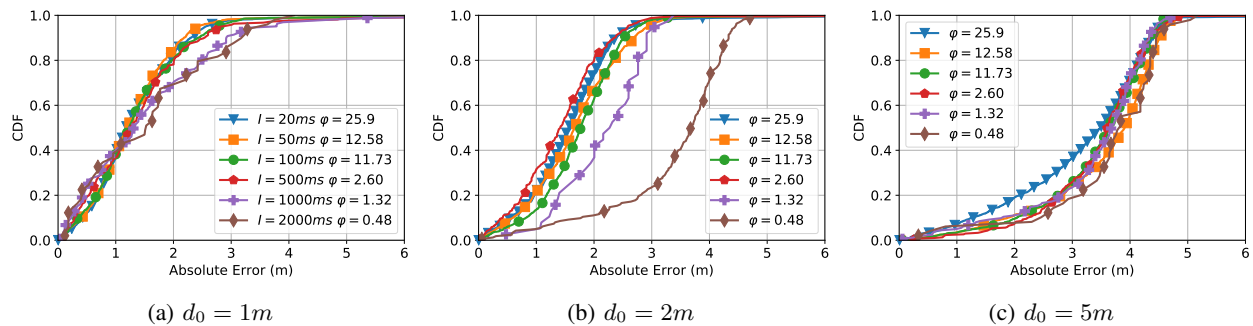 1.0
0.8
0.6
0.4
0.2
0.0
CDF
0 1 2 3 4 5 6
Absolute Error (m)
I = 20ms φ = 25.9
I = 50ms φ = 12.58
I = 100ms φ = 11.73
I = 500ms φ = 2.60
I = 1000ms φ = 1.32
I = 2000ms φ = 0.48
(a) d₀ = 1m
1.0
0.8
0.6
0.4
0.2
0.0
CDF
0 1 2 3 4 5 6
Absolute Error (m)
φ = 25.9
φ = 12.58
φ = 11.73
φ = 2.60
φ = 1.32
φ = 0.48
(b) d₀ = 2m
1.0
0.8
0.6
0.4
0.2
0.0
CDF
0 1 2 3 4 5 6
Absolute Error (m)
φ = 25.9
φ = 12.58
φ = 11.73
φ = 2.60
φ = 1.32
φ = 0.48
(c) d₀ = 5m